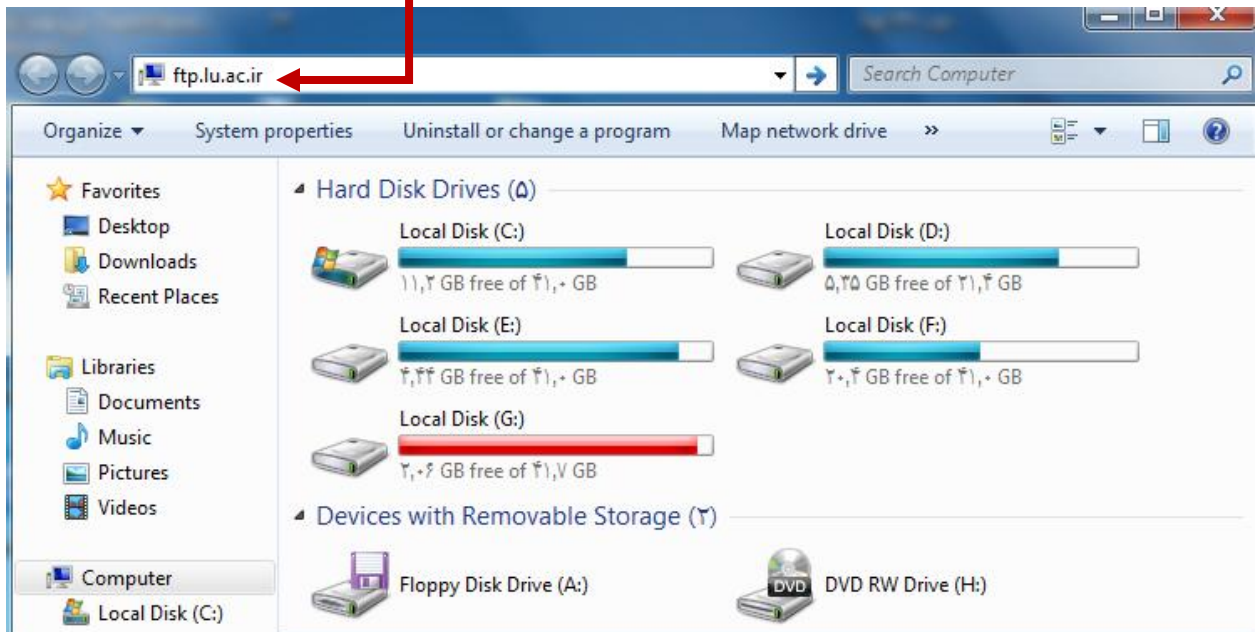 ftp.lu.ac.ir
Search Computer
Organize
System properties
Uninstall or change a program
Map network drive
»
Favorites
Desktop
Downloads
Recent Places
Libraries
Documents
Music
Pictures
Videos
Computer
Local Disk (C:)
Hard Disk Drives (۵)
Local Disk (C:)
۱۱,۲ GB free of ۴۱,۰ GB
Local Disk (D:)
۵,۲۵ GB free of ۲۱,۴ GB
Local Disk (E:)
۴,۴۴ GB free of ۴۱,۰ GB
Local Disk (F:)
۲۰,۴ GB free of ۴۱,۰ GB
Local Disk (G:)
۲,۰۶ GB free of ۴۱,۷ GB
Devices with Removable Storage (۲)
Floppy Disk Drive (A:)
DVD
DVD RW Drive (H:)